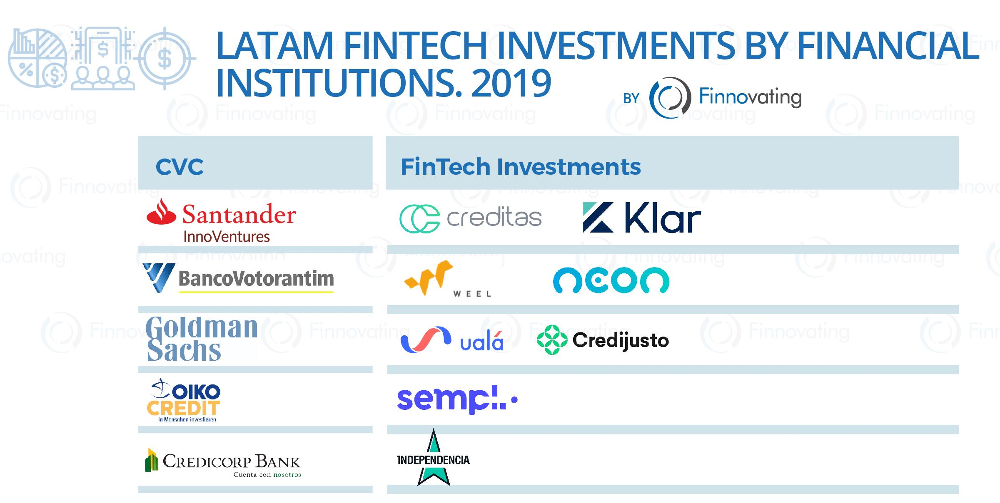 LATAM FINTECH INVESTMENTS BY FINANCIAL
INSTITUTIONS. 2019
BY Finnovating
CVC
FinTech Investments
Santander
InnoVentures
creditas
Klar
BancoVotorantim
WEEL
neon
Goldman
Sachs
ualá
Credijusto
OIKO
CREDIT
in Menschen investieren
sempli.
CREDICORP BANK
Cuenta con nosotros
INDEPENDENCIA